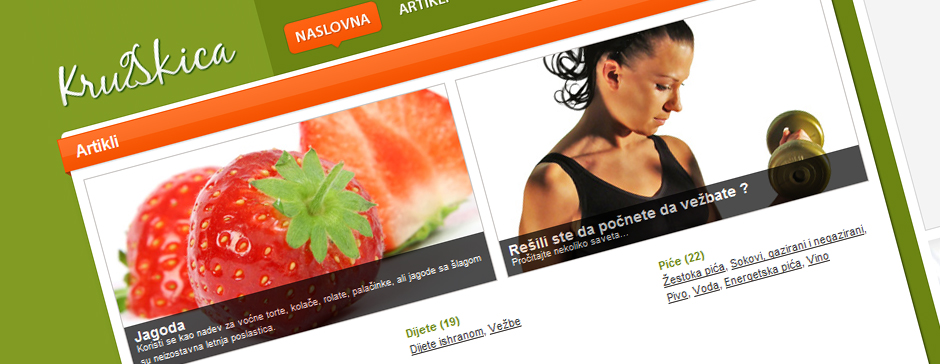 Kruškica
NASLOVNA
ARTIKLI
Artikli
Jagoda
Koristi se kao nadev za voćne torte, kolače, rolate, palačinke, ali jagode sa šlagom
su neizostavna letnja poslastica.
Rešili ste da počnete da vežbate ?
Pročitajte nekoliko saveta...
Dijete (19)
Dijete ishranom, Vežbe
Piće (22)
Žestoka pića, Sokovi, gazirani i negazirani,
Pivo, Voda, Energetska pića, Vino